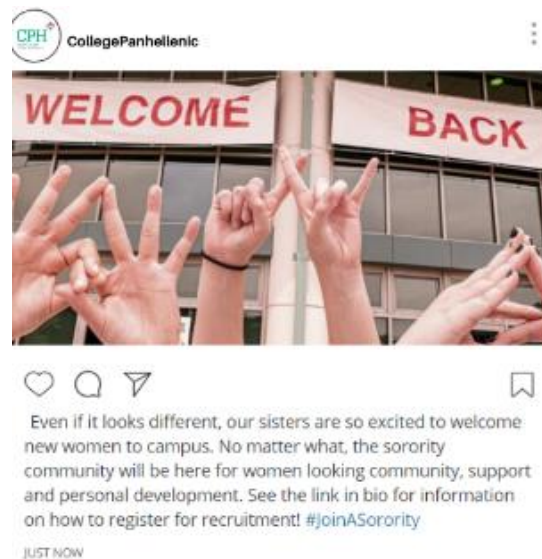 CPH
CollegePanhellenic
WELCOME BACK
Even if it looks different, our sisters are so excited to welcome
new women to campus. No matter what, the sorority
community will be here for women looking community, support
and personal development. See the link in bio for information
on how to register for recruitment! #JoinASorority
JUST NOW